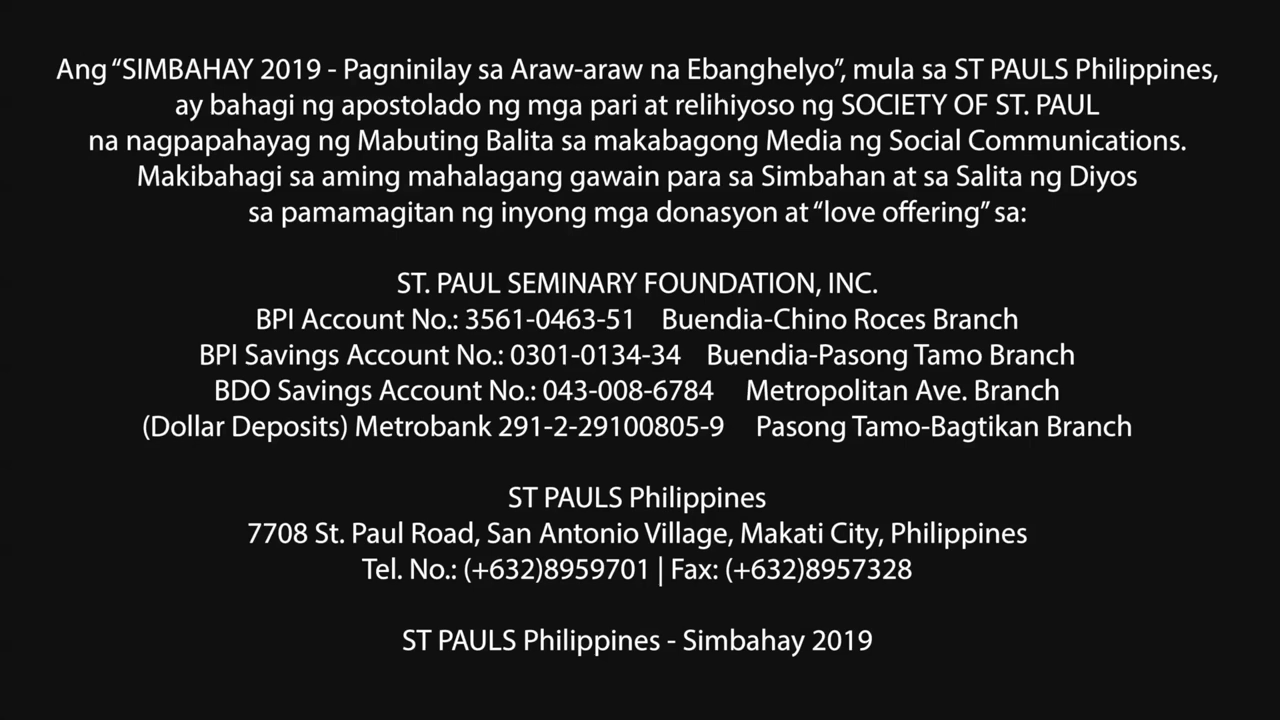 Ang “SIMBAHAY 2019 - Pagninilay sa Araw-araw na Ebanghelyo”, mula sa ST PAULS Philippines,
ay bahagi ng apostolado ng mga pari at relihiyoso ng SOCIETY OF ST. PAUL
na nagpapahayag ng Mabuting Balita sa makabagong Media ng Social Communications.
Makibahagi sa aming mahalagang gawain para sa Simbahan at sa Salita ng Diyos
sa pamamagitan ng inyong mga donasyon at “love offering” sa:
ST. PAUL SEMINARY FOUNDATION, INC.
BPI Account No.: 3561-0463-51 Buendia-Chino Roces Branch
BPI Savings Account No.: 0301-0134-34 Buendia-Pasong Tamo Branch
BDO Savings Account No.: 043-008-6784 Metropolitan Ave. Branch
(Dollar Deposits) Metrobank 291-2-29100805-9 Pasong Tamo-Bagtikan Branch
ST PAULS Philippines
7708 St. Paul Road, San Antonio Village, Makati City, Philippines
Tel. No.: (+632)8959701 | Fax: (+632)8957328
ST PAULS Philippines - Simbahay 2019